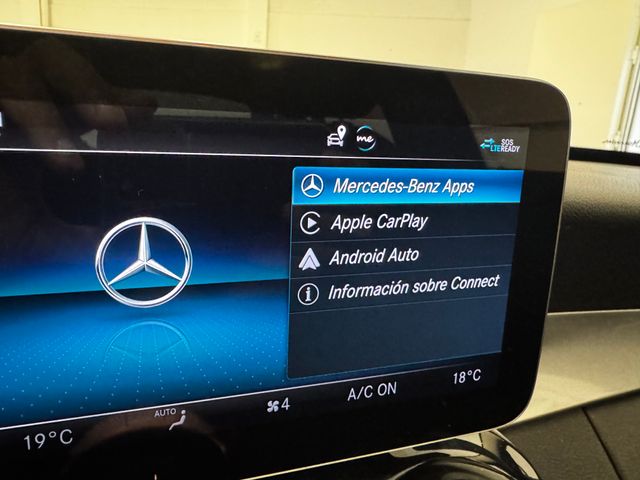 me
SOS
LTE READY
Mercedes-Benz Apps
Apple CarPlay
Android Auto
Información sobre Connect
19°C
AUTO
4
A/C ON
18°C